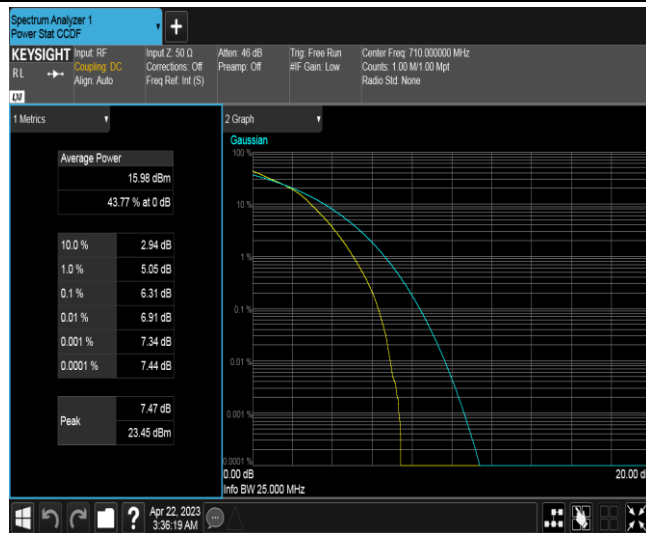 Spectrum Analyzer 1
Power Stat CCDF
+
KEYSIGHT
RL
LXI
Input: RF
Coupling: DC
Align: Auto
Input Z: 50 Ω
Corrections: Off
Freq Ref: Int (S)
Atten: 46 dB
Preamp: Off
Trig: Free Run
#IF Gain: Low
Center Freq: 710.000000 MHz
Counts: 1.00 M/1.00 Mpt
Radio Std: None
1 Metrics
Average Power
15.98 dBm
43.77 % at 0 dB
10.0 % 2.94 dB
1.0 % 5.05 dB
0.1 % 6.31 dB
0.01 % 6.91 dB
0.001 % 7.34 dB
0.0001 % 7.44 dB
Peak
7.47 dB
23.45 dBm
2 Graph
Gaussian
100 %
10 %
1 %
0.1 %
0.01 %
0.001 %
0.0001 %
0.00 dB
20.00 d
Info BW 25.000 MHz
?
Apr 22, 2023
3:36:19 AM